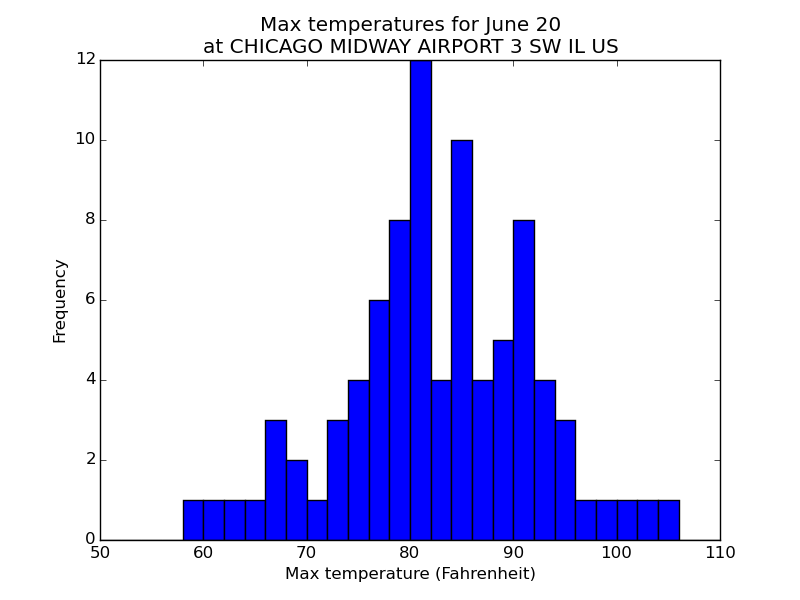 Max temperatures for June 20
at CHICAGO MIDWAY AIRPORT 3 SW IL US
12
10
8
6
4
2
0
Frequency
50 60 70 80 90 100 110
Max temperature (Fahrenheit)